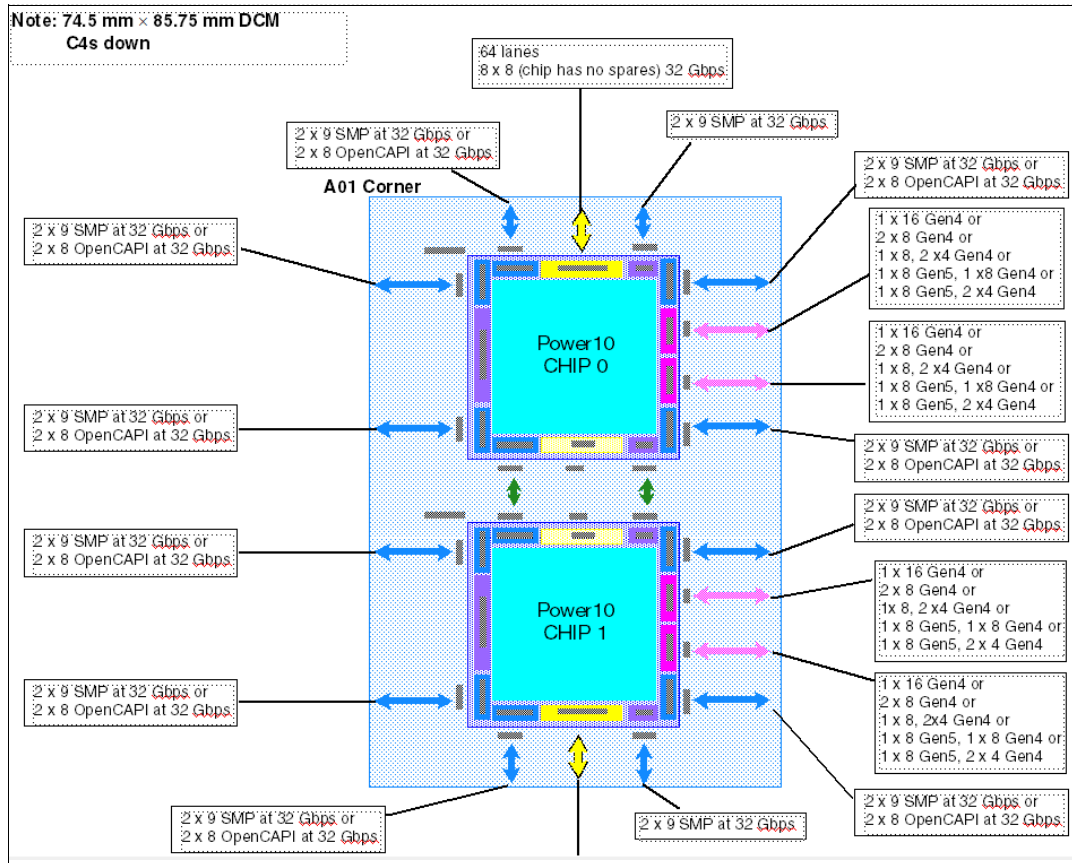 Note: 74.5 mm × 85.75 mm DCM
C4s down
64 lanes
8 x 8 (chip has no spares) 32 Gbps
2 x 9 SMP at 32 Gbps or
2 x 8 OpenCAPI at 32 Gbps
2 x 9 SMP at 32 Gbps
A01 Corner
2 x 9 SMP at 32 Gbps or
2 x 8 OpenCAPI at 32 Gbps
2 x 9 SMP at 32 Gbps or
2 x 8 OpenCAPI at 32 Gbps
1 x 16 Gen4 or
2 x 8 Gen4 or
1 x 8, 2 x4 Gen4 or
1 x 8 Gen5, 1 x8 Gen4 or
1 x 8 Gen5, 2 x4 Gen4
Power10
CHIP 0
1 x 16 Gen4 or
2 x 8 Gen4 or
1 x 8, 2 x4 Gen4 or
1 x 8 Gen5, 1 x8 Gen4 or
1 x 8 Gen5, 2 x4 Gen4
2 x 9 SMP at 32 Gbps or
2 x 8 OpenCAPI at 32 Gbps
2 x 9 SMP at 32 Gbps or
2 x 8 OpenCAPI at 32 Gbps
2 x 9 SMP at 32 Gbps or
2 x 8 OpenCAPI at 32 Gbps
2 x 9 SMP at 32 Gbps or
2 x 8 OpenCAPI at 32 Gbps
1 x 16 Gen4 or
2 x 8 Gen4 or
1x 8, 2 x4 Gen4 or
1 x 8 Gen5, 1 x 8 Gen4 or
1 x 8 Gen5, 2 x 4 Gen4
Power10
CHIP 1
2 x 9 SMP at 32 Gbps or
2 x 8 OpenCAPI at 32 Gbps
1 x 16 Gen4 or
2 x 8 Gen4 or
1 x 8, 2x4 Gen4 or
1 x 8 Gen5, 1 x 8 Gen4 or
1 x 8 Gen5, 2 x 4 Gen4
2 x 9 SMP at 32 Gbps or
2 x 8 OpenCAPI at 32 Gbps
2 x 9 SMP at 32 Gbps
2 x 9 SMP at 32 Gbps or
2 x 8 OpenCAPI at 32 Gbps